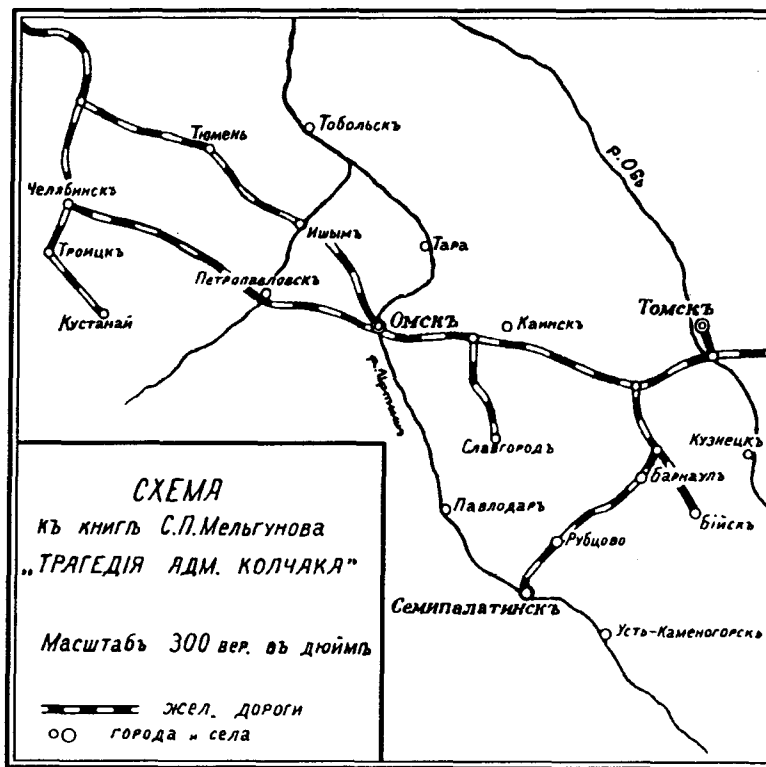 Тобольскъ
Тюмень
р. Обь
Челябинскъ
Ишымъ
Тара
Троицкъ
Петропавловскъ
Кустанай
Омскъ
Каинскъ
Томскъ
р. Иртышъ
Славгородъ
Кузнецкъ
Барнаулъ
Павлодаръ
Бійскъ
Рубцово
Семипалатинскъ
Усть-Каменогорскъ
СХЕМА
къ книгѣ С.П.Мельгунова
„ТРАГЕДІЯ АДМ. КОЛЧАКА"
Масштабъ 300 вер. въ дюймѣ
жел. дороги
города и села